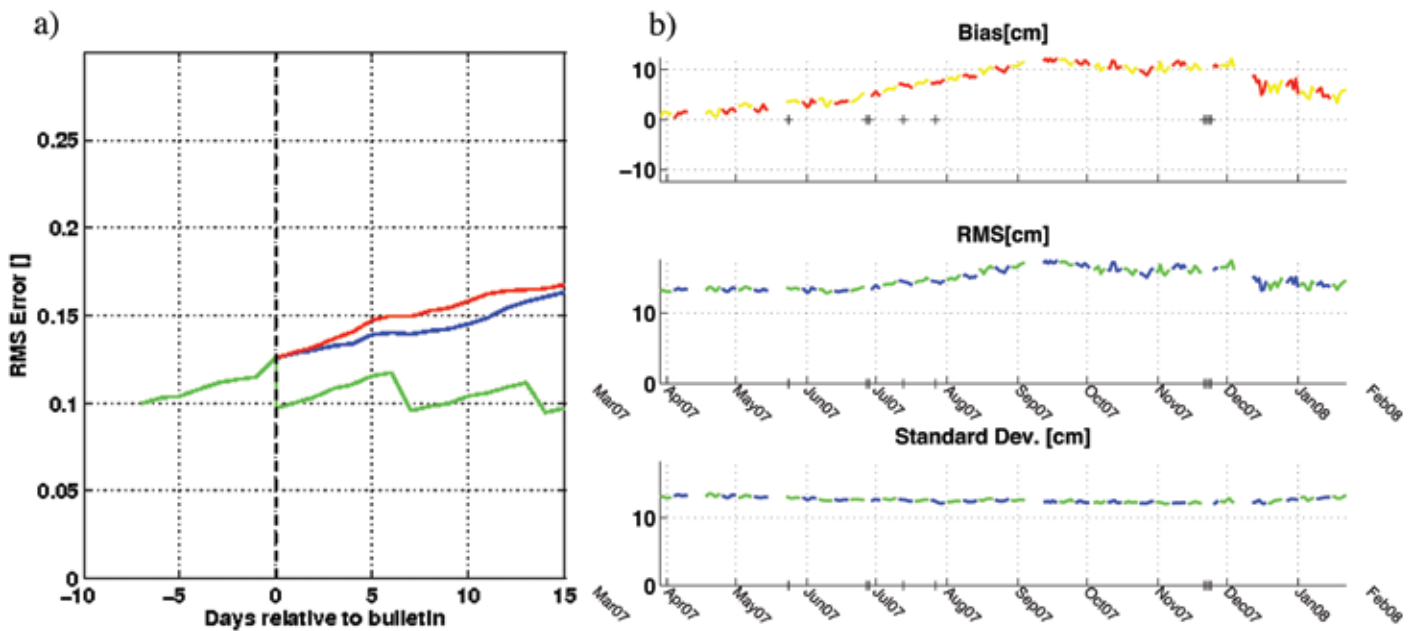 a)
0.25
0.2
0.15
0.1
0.05
0
RMS Error []
−10 −5 0 5 10 15
Days relative to bulletin
b)
Bias[cm]
10
0
−10
RMS[cm]
10
0
Mar07 Apr07 May07 Jun07 Jul07 Aug07 Sep07 Oct07 Nov07 Dec07 Jan08 Feb08
Standard Dev. [cm]
10
0
Mar07 Apr07 May07 Jun07 Jul07 Aug07 Sep07 Oct07 Nov07 Dec07 Jan08 Feb08